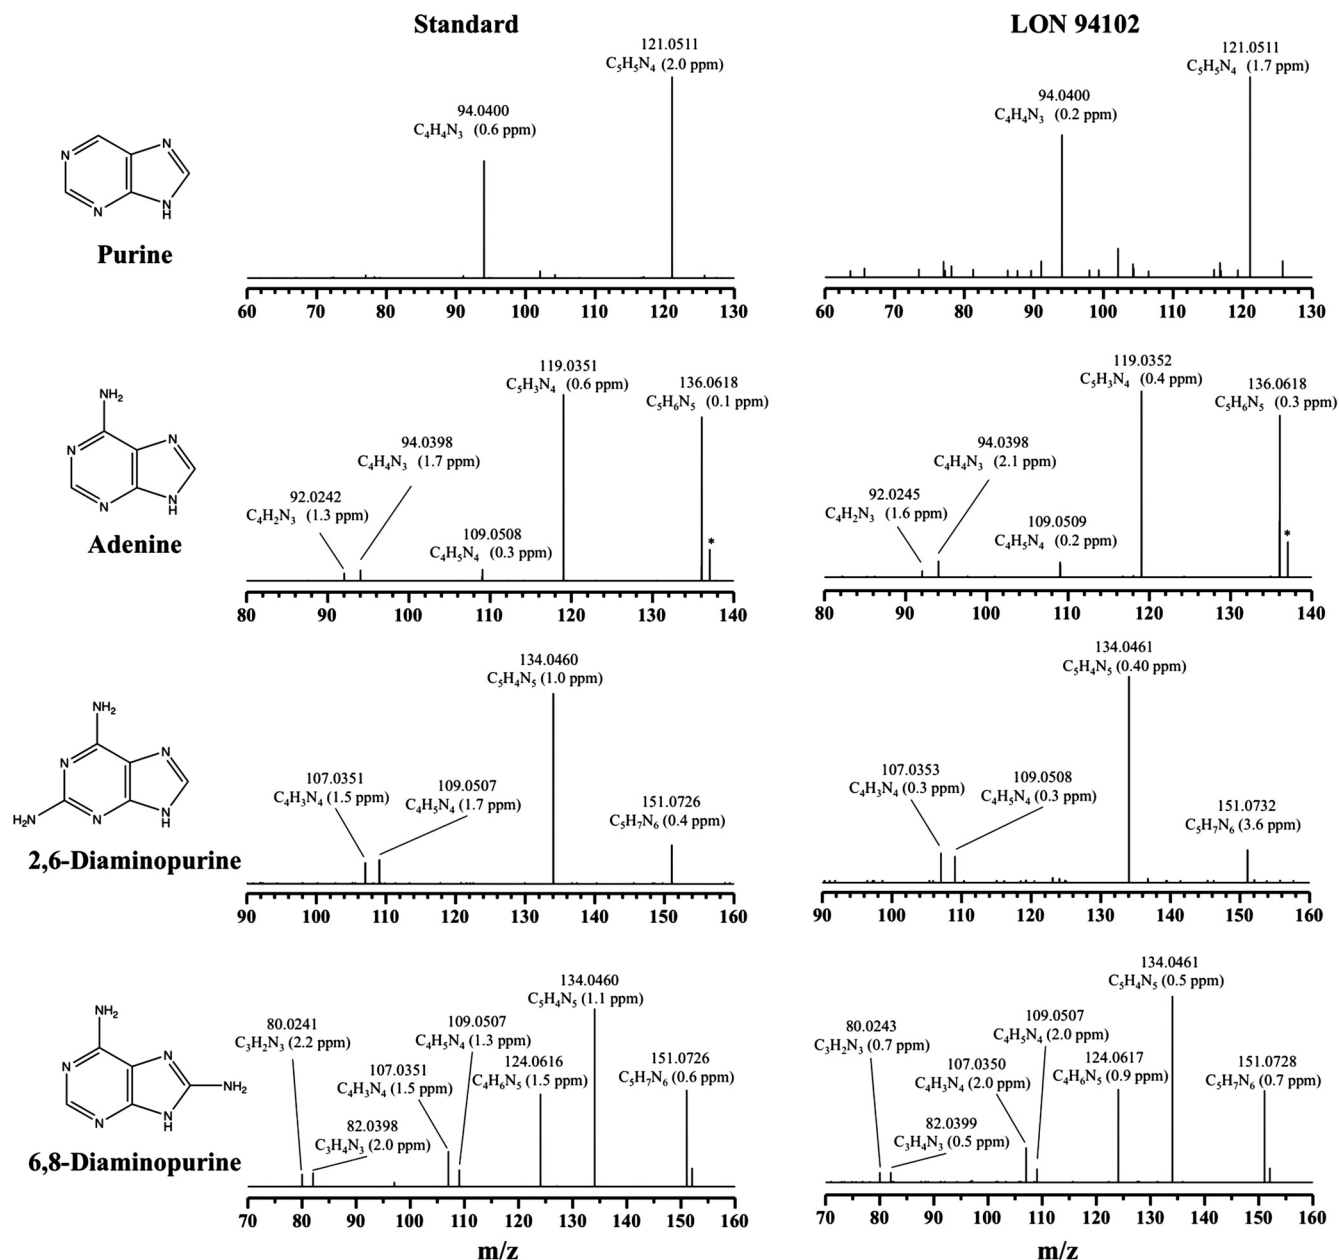 Standard
LON 94102
121.0511
C₅H₅N₄ (2.0 ppm)
94.0400
C₄H₄N₃ (0.6 ppm)
121.0511
C₅H₅N₄ (1.7 ppm)
94.0400
C₄H₄N₃ (0.2 ppm)
N
N
N
N
H
Purine
60 70 80 90 100 110 120 130
60 70 80 90 100 110 120 130
NH₂
N
N
N
N
H
Adenine
119.0351
C₅H₃N₄ (0.6 ppm)
136.0618
C₅H₆N₅ (0.1 ppm)
94.0398
C₄H₄N₃ (1.7 ppm)
92.0242
C₄H₂N₃ (1.3 ppm)
109.0508
C₄H₅N₄ (0.3 ppm)
*
80 90 100 110 120 130 140
119.0352
C₅H₃N₄ (0.4 ppm)
136.0618
C₅H₆N₅ (0.3 ppm)
94.0398
C₄H₄N₃ (2.1 ppm)
92.0245
C₄H₂N₃ (1.6 ppm)
109.0509
C₄H₅N₄ (0.2 ppm)
*
80 90 100 110 120 130 140
NH₂
N
N
H₂N
N
N
H
2,6-Diaminopurine
134.0460
C₅H₄N₅ (1.0 ppm)
107.0351
C₄H₃N₄ (1.5 ppm)
109.0507
C₄H₅N₄ (1.7 ppm)
151.0726
C₅H₇N₆ (0.4 ppm)
90 100 110 120 130 140 150 160
134.0461
C₅H₄N₅ (0.40 ppm)
107.0353
C₄H₃N₄ (0.3 ppm)
109.0508
C₄H₅N₄ (0.3 ppm)
151.0732
C₅H₇N₆ (3.6 ppm)
90 100 110 120 130 140 150 160
NH₂
N
N
NH₂
N
N
H
6,8-Diaminopurine
134.0460
C₅H₄N₅ (1.1 ppm)
80.0241
C₃H₂N₃ (2.2 ppm)
109.0507
C₄H₅N₄ (1.3 ppm)
107.0351
C₄H₃N₄ (1.5 ppm)
124.0616
C₄H₆N₅ (1.5 ppm)
151.0726
C₅H₇N₆ (0.6 ppm)
82.0398
C₃H₄N₃ (2.0 ppm)
70 80 90 100 110 120 130 140 150 160
m/z
134.0461
C₅H₄N₅ (0.5 ppm)
80.0243
C₃H₂N₃ (0.7 ppm)
109.0507
C₄H₅N₄ (2.0 ppm)
107.0350
C₄H₃N₄ (2.0 ppm)
124.0617
C₄H₆N₅ (0.9 ppm)
151.0728
C₅H₇N₆ (0.7 ppm)
82.0399
C₃H₄N₃ (0.5 ppm)
70 80 90 100 110 120 130 140 150 160
m/z